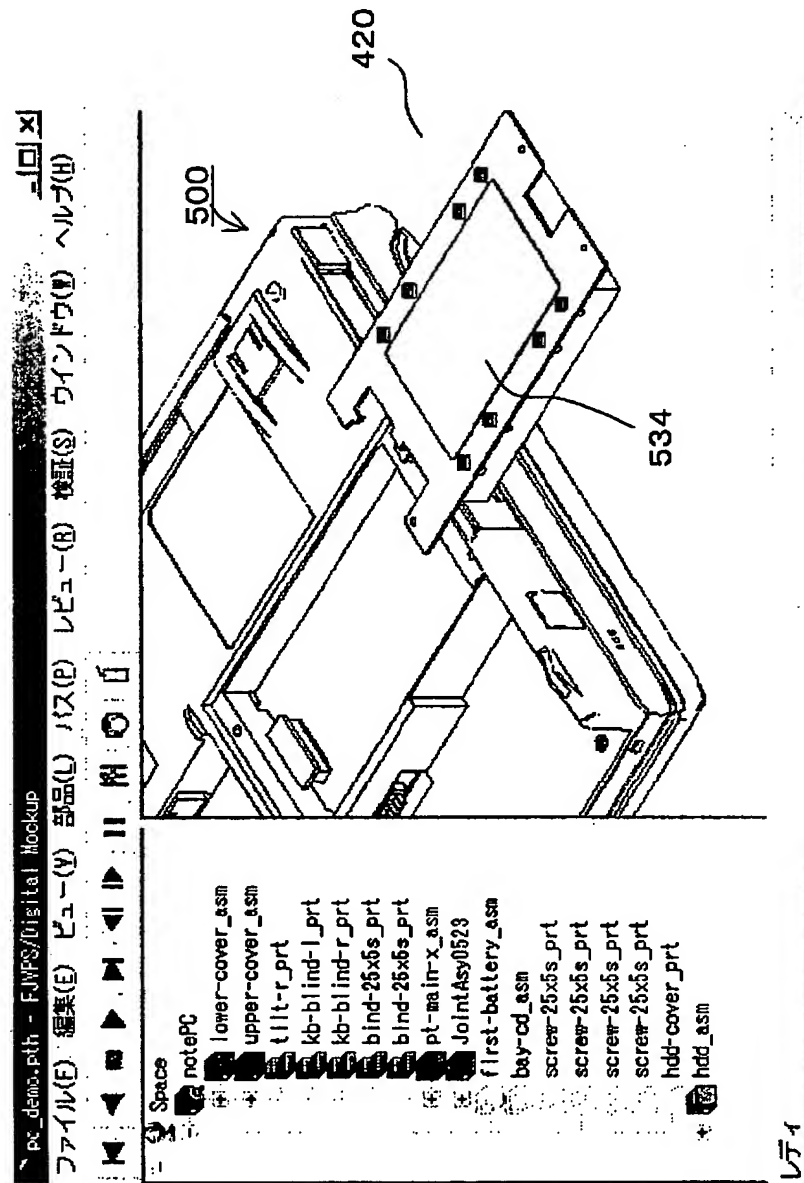 pc_demo.pth - FJVPS/Digital Mockup
ファイル(F) 編集(E) ビュー(V) 部品(L) パス(P) レビュー(R) 検証(S) ウインドウ(W) ヘルプ(H)
Space
notePC
lower-cover_asm
upper-cover_asm
tilt-r_prt
kb-blind-l_prt
kb-blind-r_prt
bind-25x5s_prt
bind-25x6s_prt
pt-main-x_asm
JointAsy0523
first-battery_asm
bay-cd_asm
screw-25x5s_prt
screw-25x5s_prt
screw-25x5s_prt
screw-25x5s_prt
hdd-cover_prt
hdd_asm
500
420
534
レディ